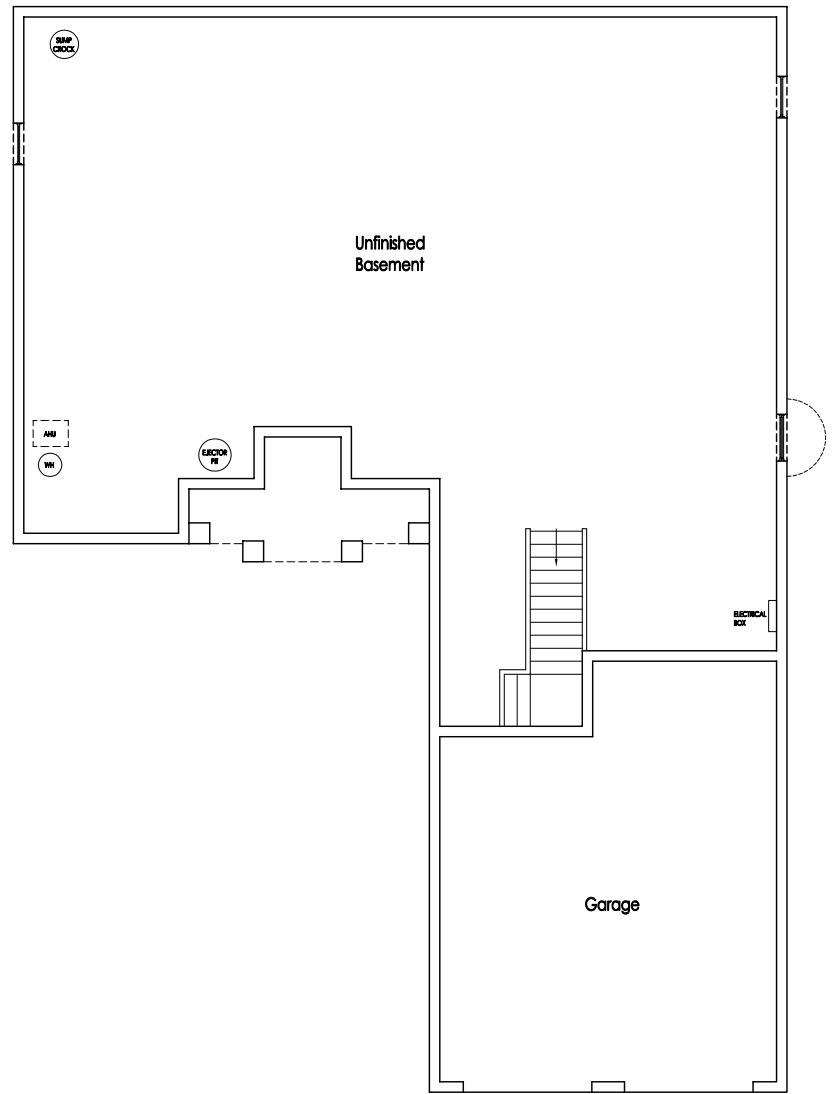 SUMP
CROCK
Unfinished
Basement
AHU
WH
EJECTOR
PIT
ELECTRICAL
BOX
Garage